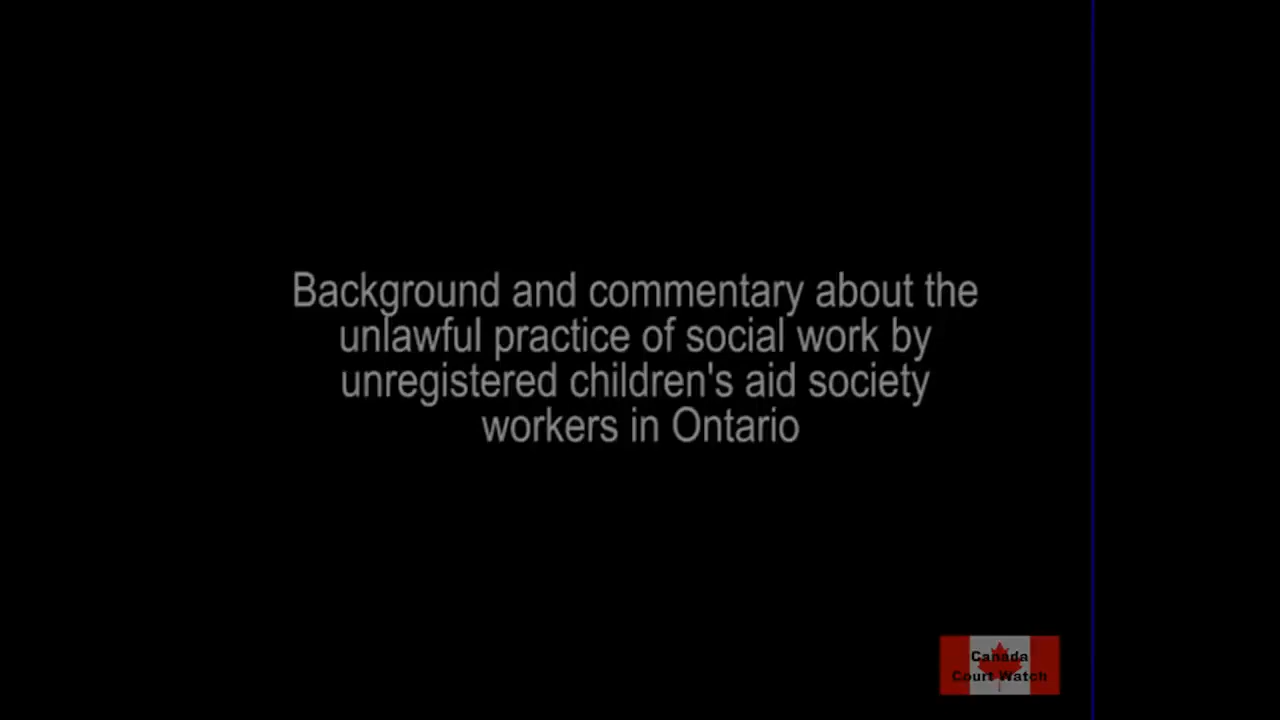 Background and commentary about the
unlawful practice of social work by
unregistered children's aid society
workers in Ontario
Canada
Court Watch